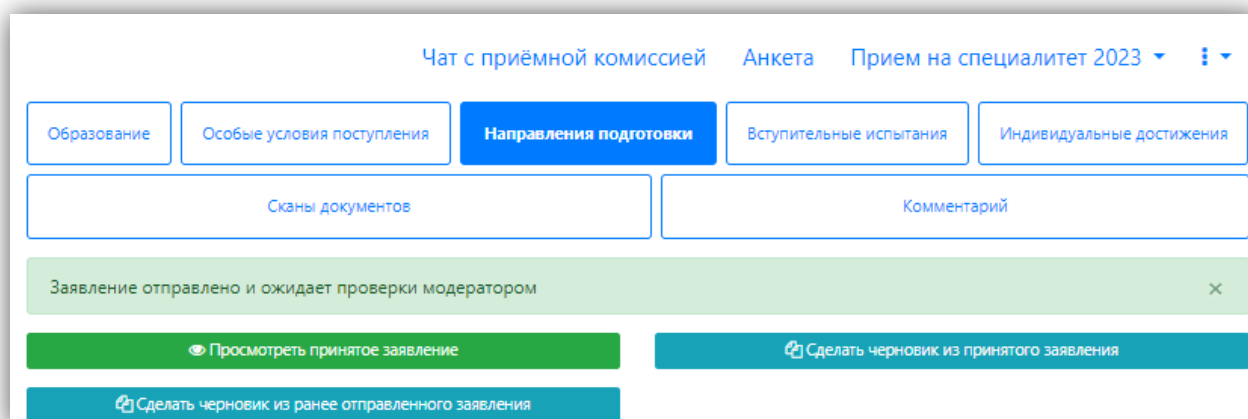 Чат с приёмной комиссией Анкета Прием на специалитет 2023
Образование Особые условия поступления Направления подготовки Вступительные испытания Индивидуальные достижения
Сканы документов Комментарий
Заявление отправлено и ожидает проверки модератором ×
Просмотреть принятое заявление Сделать черновик из принятого заявления
Сделать черновик из ранее отправленного заявления